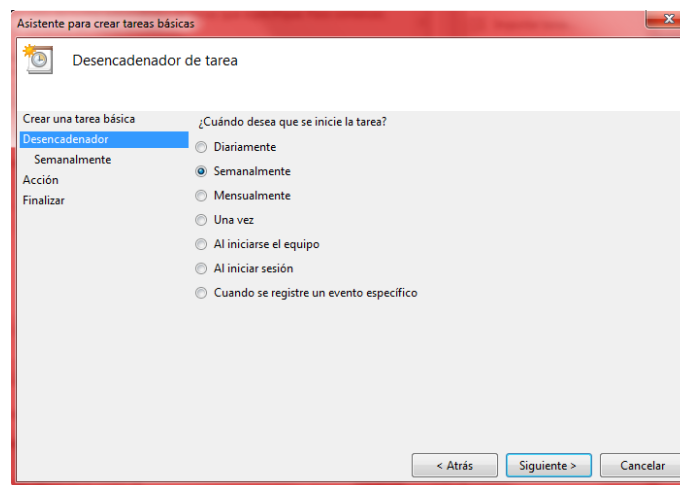 Asistente para crear tareas básicas
Desencadenador de tarea
Crear una tarea básica
Desencadenador
Semanalmente
Acción
Finalizar
¿Cuándo desea que se inicie la tarea?
Diariamente
Semanalmente
Mensualmente
Una vez
Al iniciarse el equipo
Al iniciar sesión
Cuando se registre un evento específico
< Atrás
Siguiente >
Cancelar